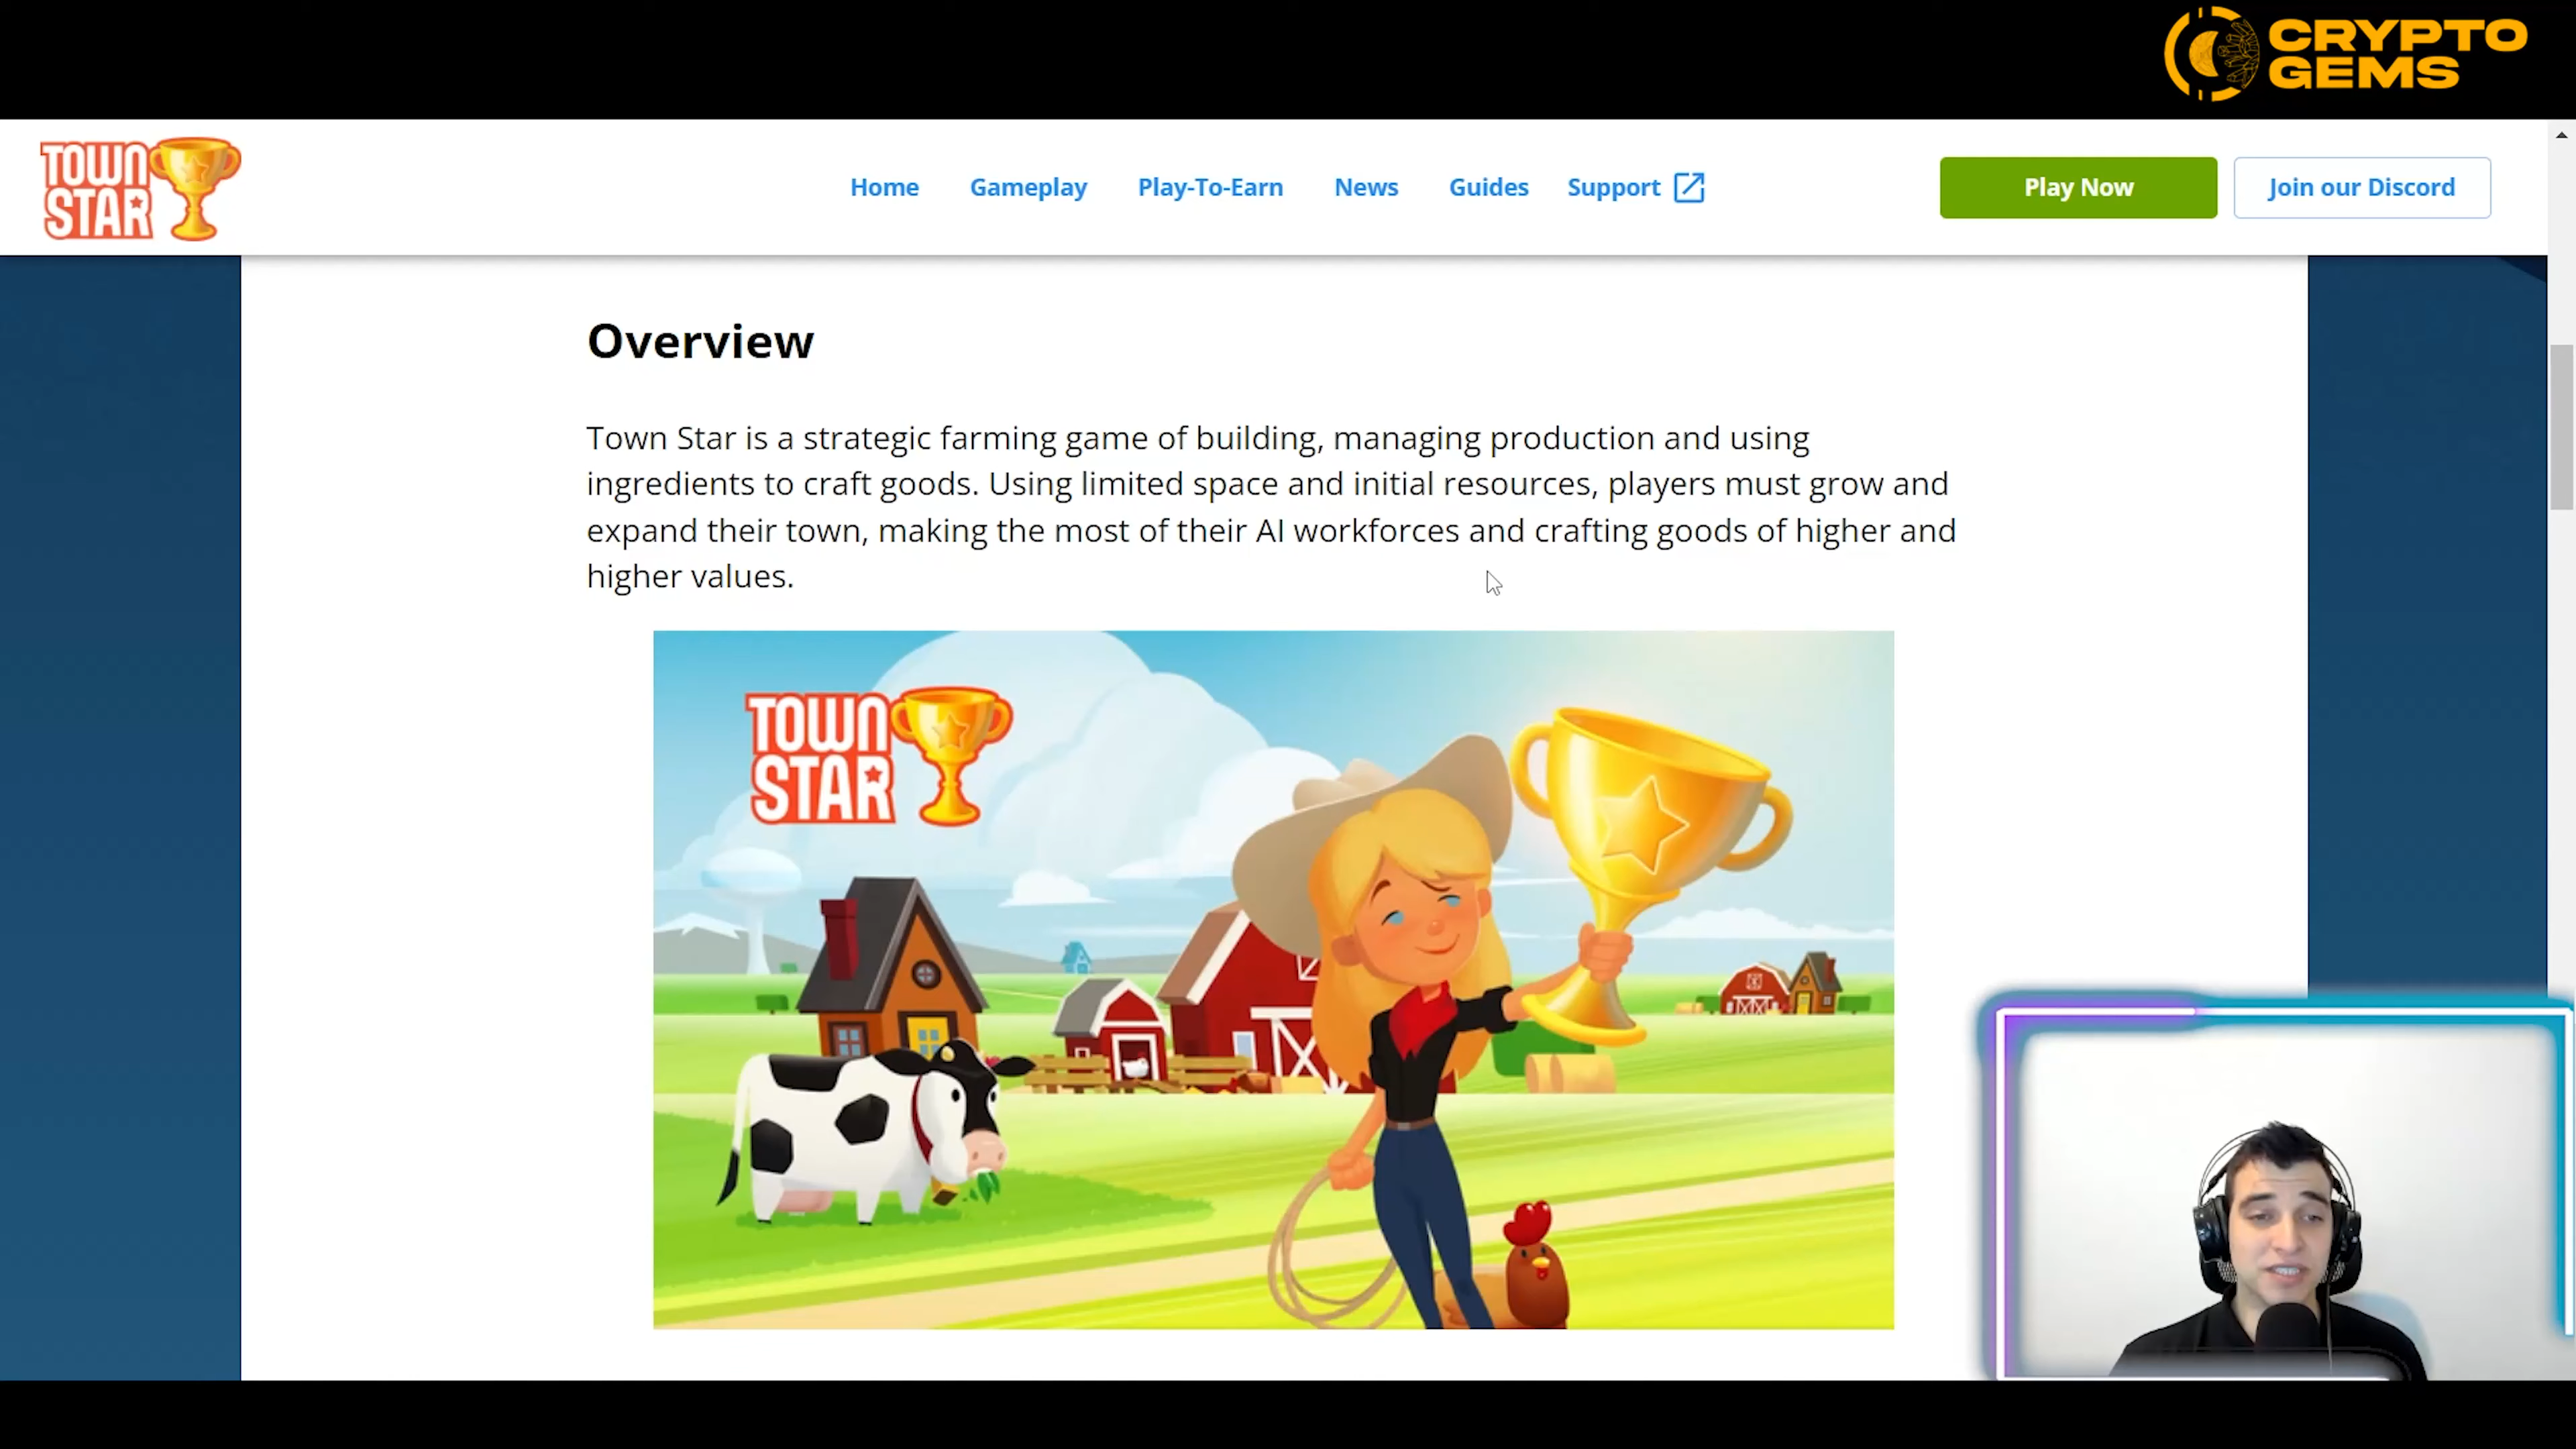 CRYPTO
GEMS
TOWN
STAR
Home Gameplay Play-To-Earn News Guides Support Play Now Join our Discord
Overview
Town Star is a strategic farming game of building, managing production and using
ingredients to craft goods. Using limited space and initial resources, players must grow and
expand their town, making the most of their AI workforces and crafting goods of higher and
higher values.
TOWN
STAR